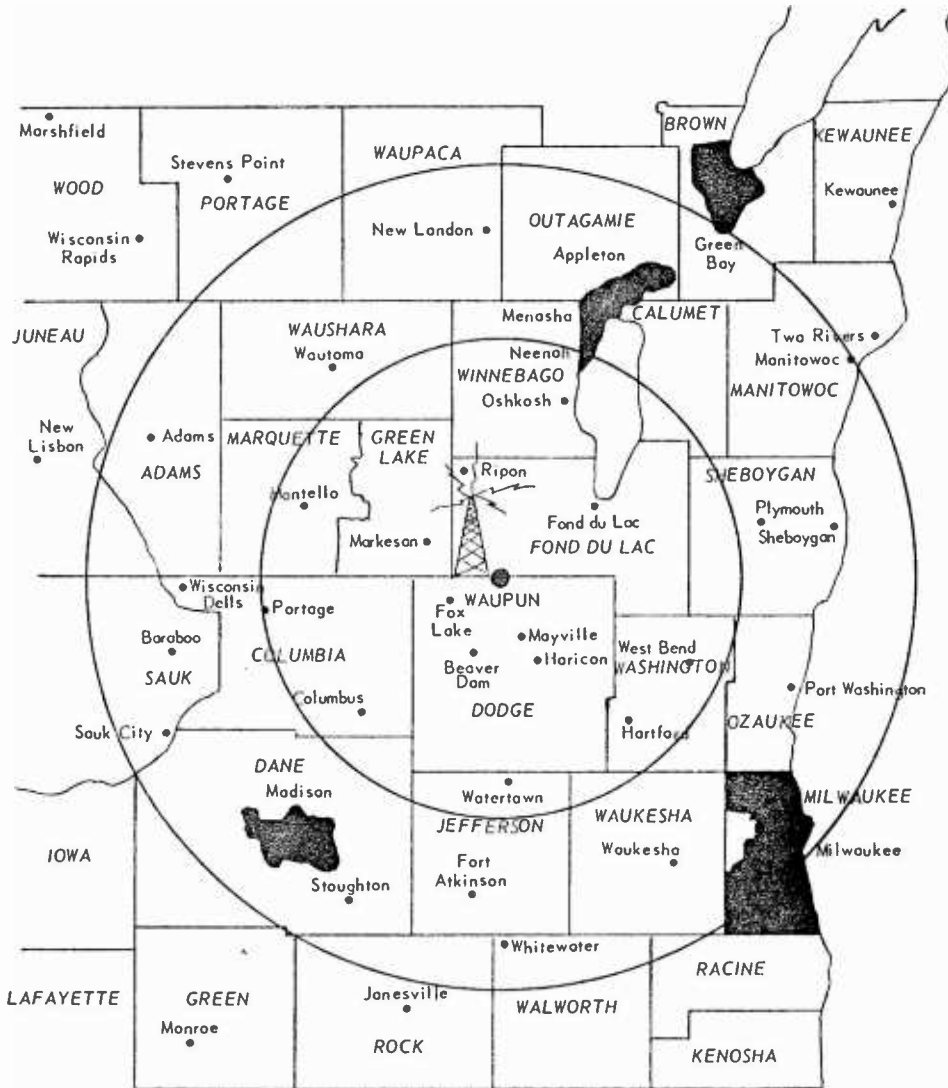 Marshfield
WOOD
Wisconsin
Rapids
Stevens Point
PORTAGE
WAUPACA
New Landon
OUTAGAMIE
Appleton
BROWN
Green
Bay
KEWAUNEE
Kewaunee
JUNEAU
New
Lisbon
Adams
ADAMS
WAUSHARA
Wautoma
MARQUETTE
Montello
GREEN
LAKE
Markesan
Menasha
Neenah
WINNEBAGO
Oshkosh
CALUMET
Two Rivers
Manitowoc
MANITOWOC
Ripon
Fond du Lac
FOND DU LAC
SHEBOYGAN
Plymouth
Sheboygan
Wisconsin
Dells
Portage
Baraboo
SAUK
Sauk City
COLUMBIA
Columbus
WAUPUN
Fox
Lake
Mayville
Haricon
Beaver
Dam
DODGE
West Bend
WASHINGTON
Hartford
Port Washington
OZAUKEE
DANE
Madison
Stoughton
Watertown
JEFFERSON
Fort
Atkinson
WAUKESHA
Waukesha
MILWAUKEE
Milwaukee
IOWA
LAFAYETTE
GREEN
Monroe
Janesville
ROCK
Whitewater
WALWORTH
RACINE
KENOSHA